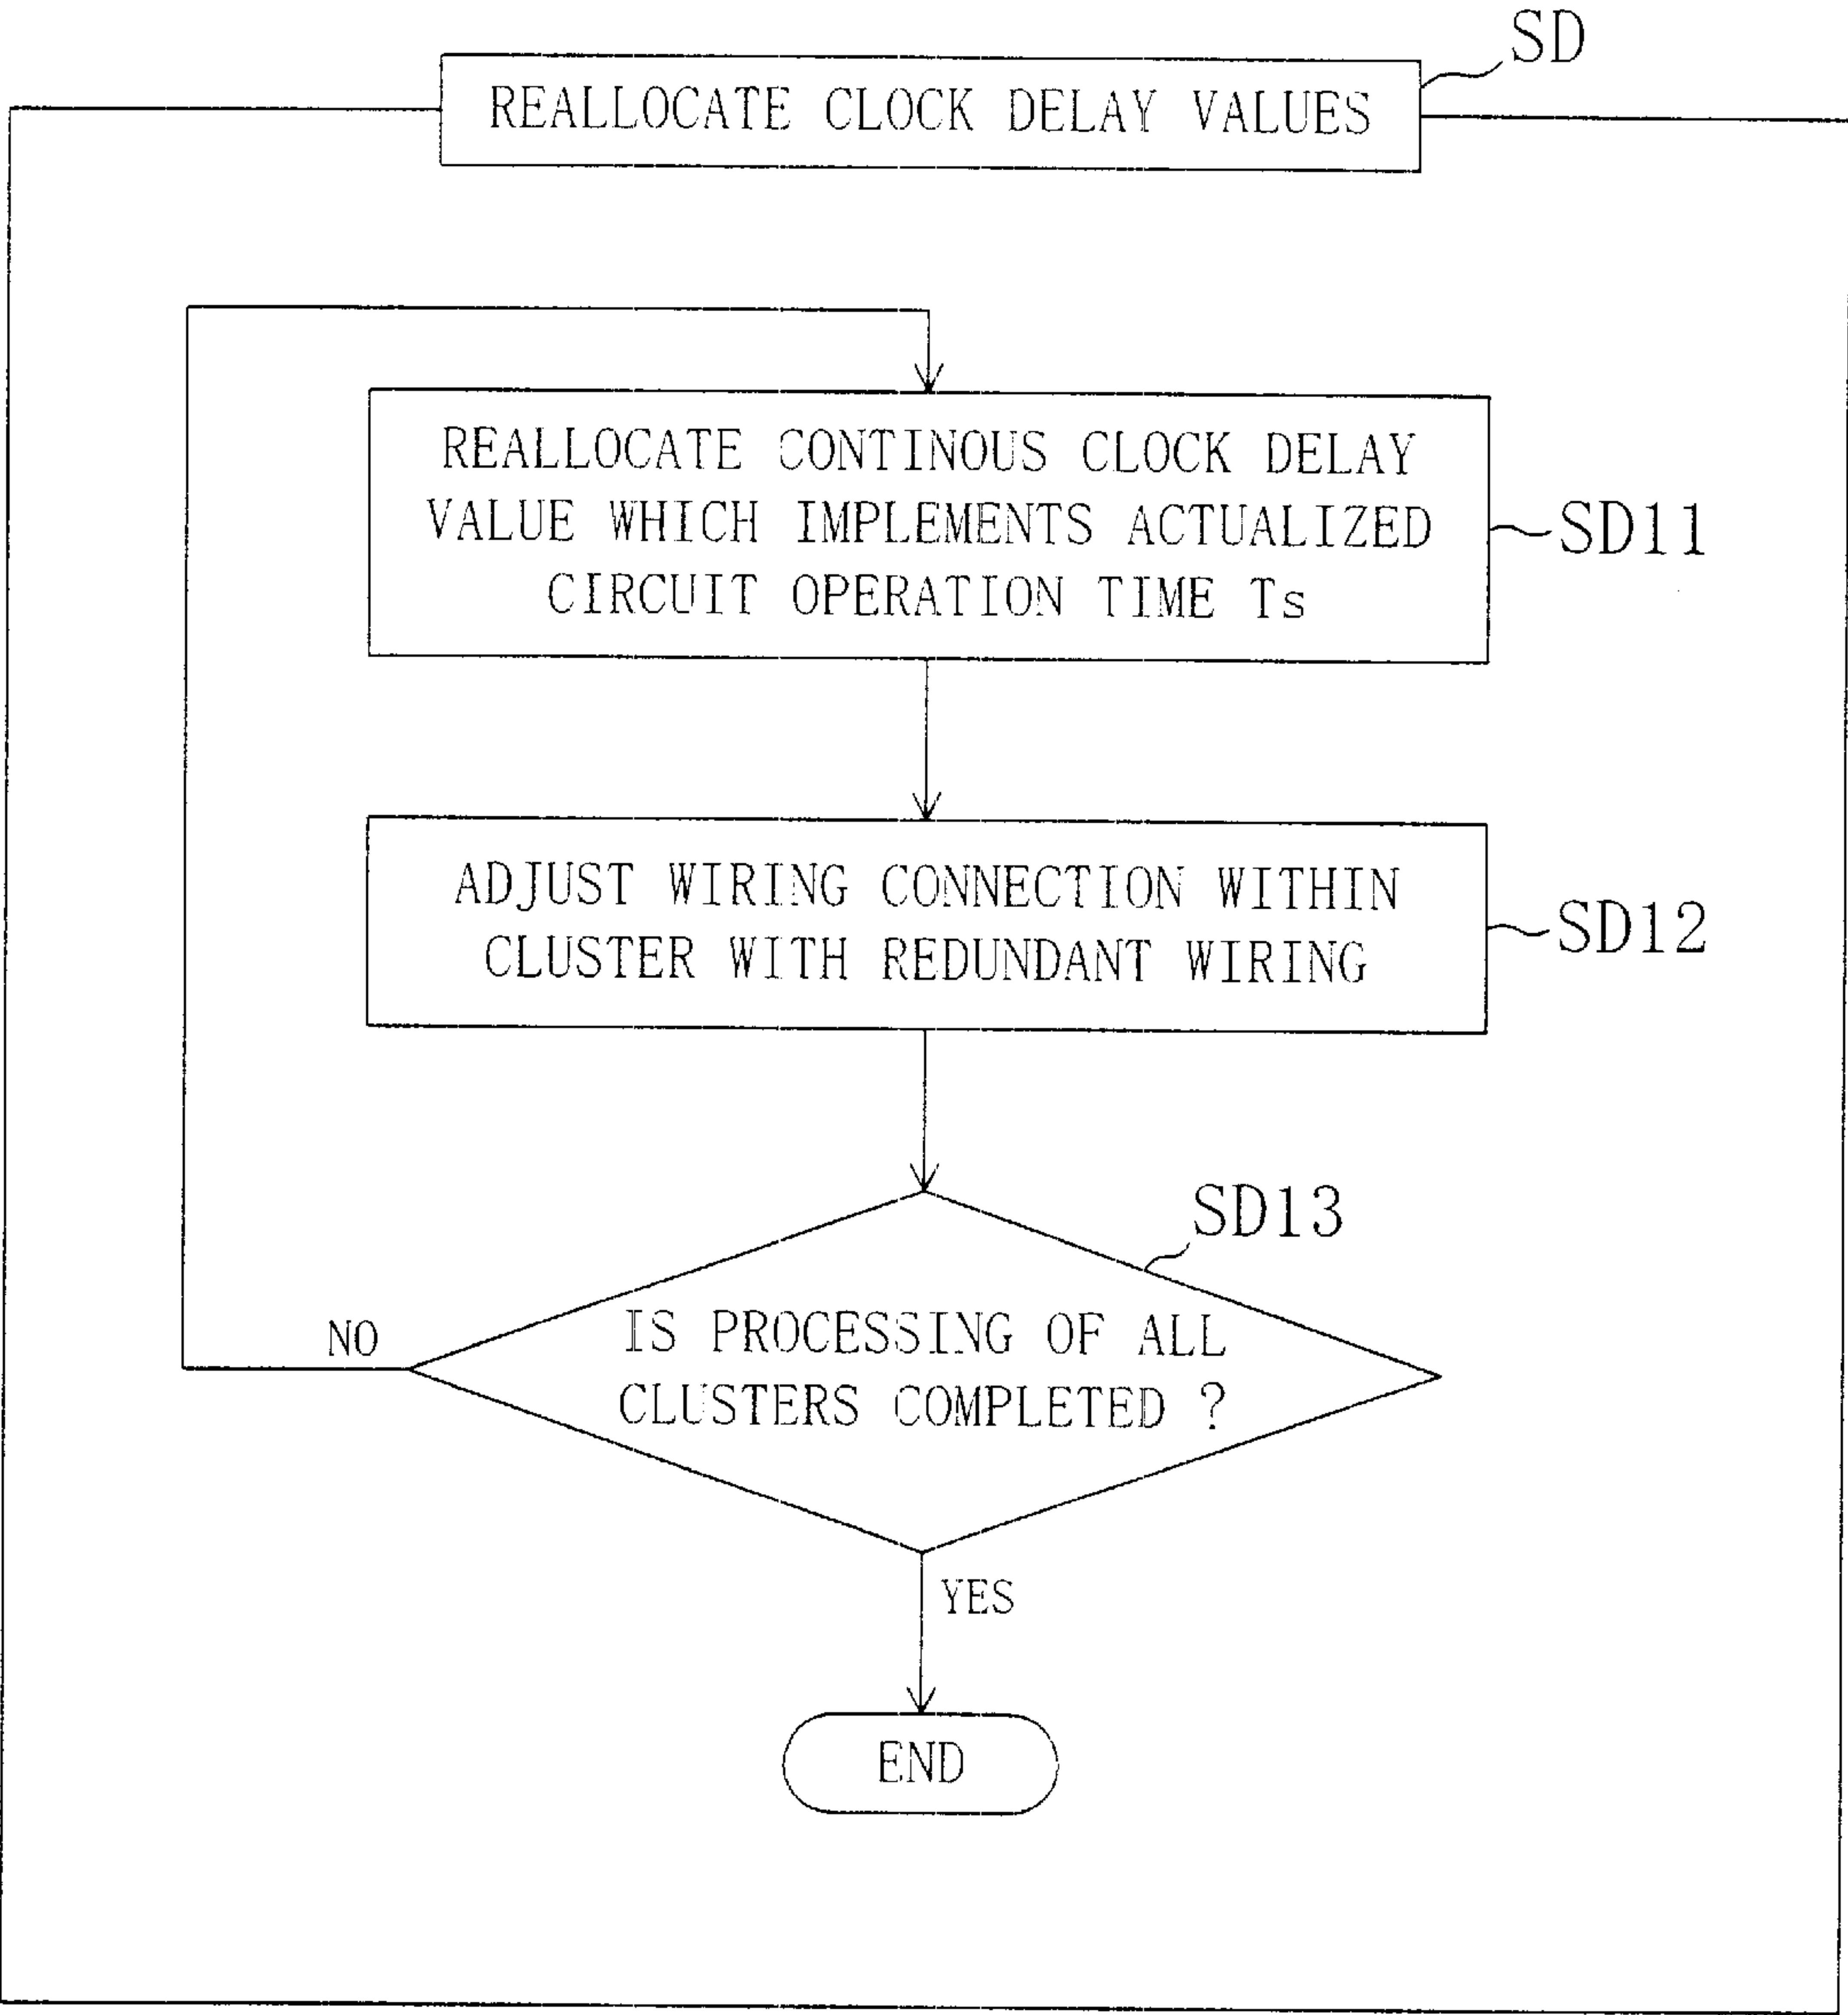 SD
REALLOCATE CLOCK DELAY VALUES
REALLOCATE CONTINOUS CLOCK DELAY
VALUE WHICH IMPLEMENTS ACTUALIZED
CIRCUIT OPERATION TIME Ts
SD11
ADJUST WIRING CONNECTION WITHIN
CLUSTER WITH REDUNDANT WIRING
SD12
SD13
IS PROCESSING OF ALL
CLUSTERS COMPLETED ?
NO
YES
END